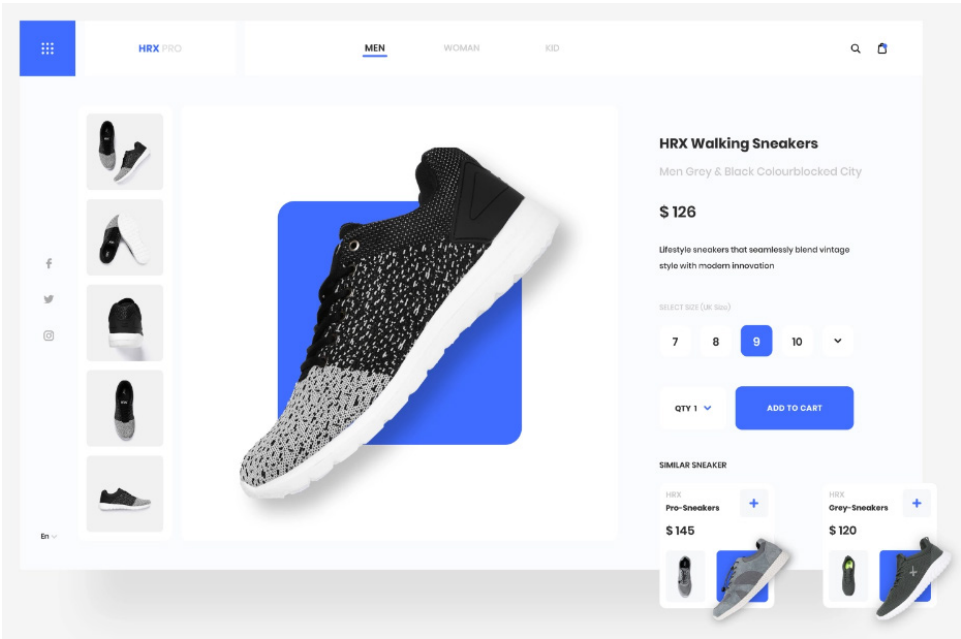 HRX PRO
MEN
WOMAN
KID
HRX Walking Sneakers
Men Grey & Black Colourblocked City
$ 126
Lifestyle sneakers that seamlessly blend vintage
style with modern innovation
SELECT SIZE (UK Size)
7 8 9 10
QTY 1
ADD TO CART
SIMILAR SNEAKER
HRX
Pro-Sneakers
$ 145
HRX
Grey-Sneakers
$ 120
En